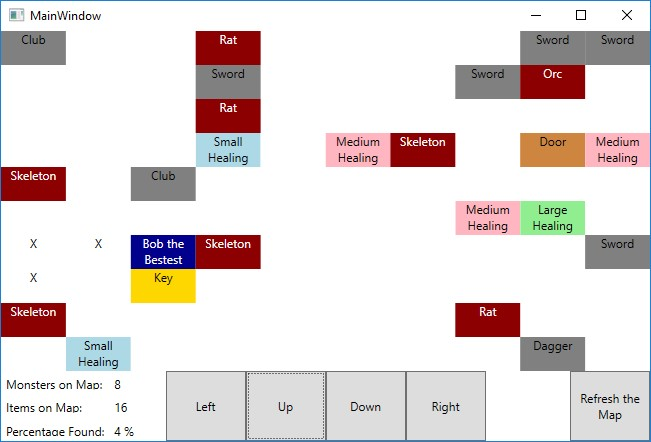 MainWindow
Club
Rat
Sword
Sword
Sword
Sword
Orc
Rat
Small
Healing
Medium
Healing
Skeleton
Door
Medium
Healing
Skeleton
Club
Medium
Healing
Large
Healing
X
X
Bob the
Bestest
Skeleton
Sword
X
Key
Skeleton
Rat
Small
Healing
Dagger
Monsters on Map: 8
Items on Map: 16
Percentage Found: 4 %
Left
Up
Down
Right
Refresh the
Map